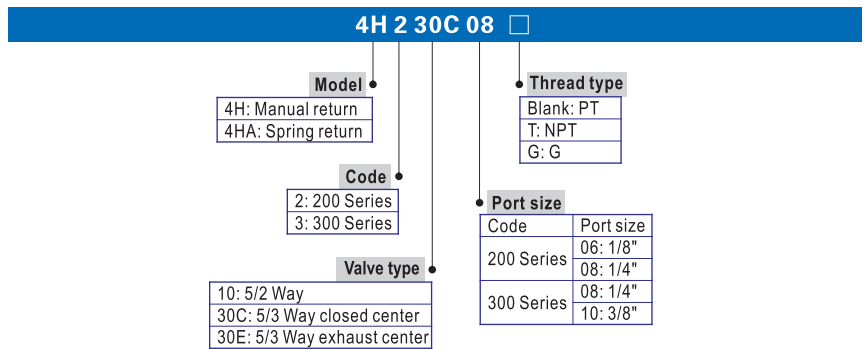 4H 2 30C 08 □
Model
4H: Manual return
4HA: Spring return
Thread type
Blank: PT
T: NPT
G: G
Code
2: 200 Series
3: 300 Series
Port size
Code Port size
200 Series 06: 1/8"
08: 1/4"
300 Series 08: 1/4"
10: 3/8"
Valve type
10: 5/2 Way
30C: 5/3 Way closed center
30E: 5/3 Way exhaust center